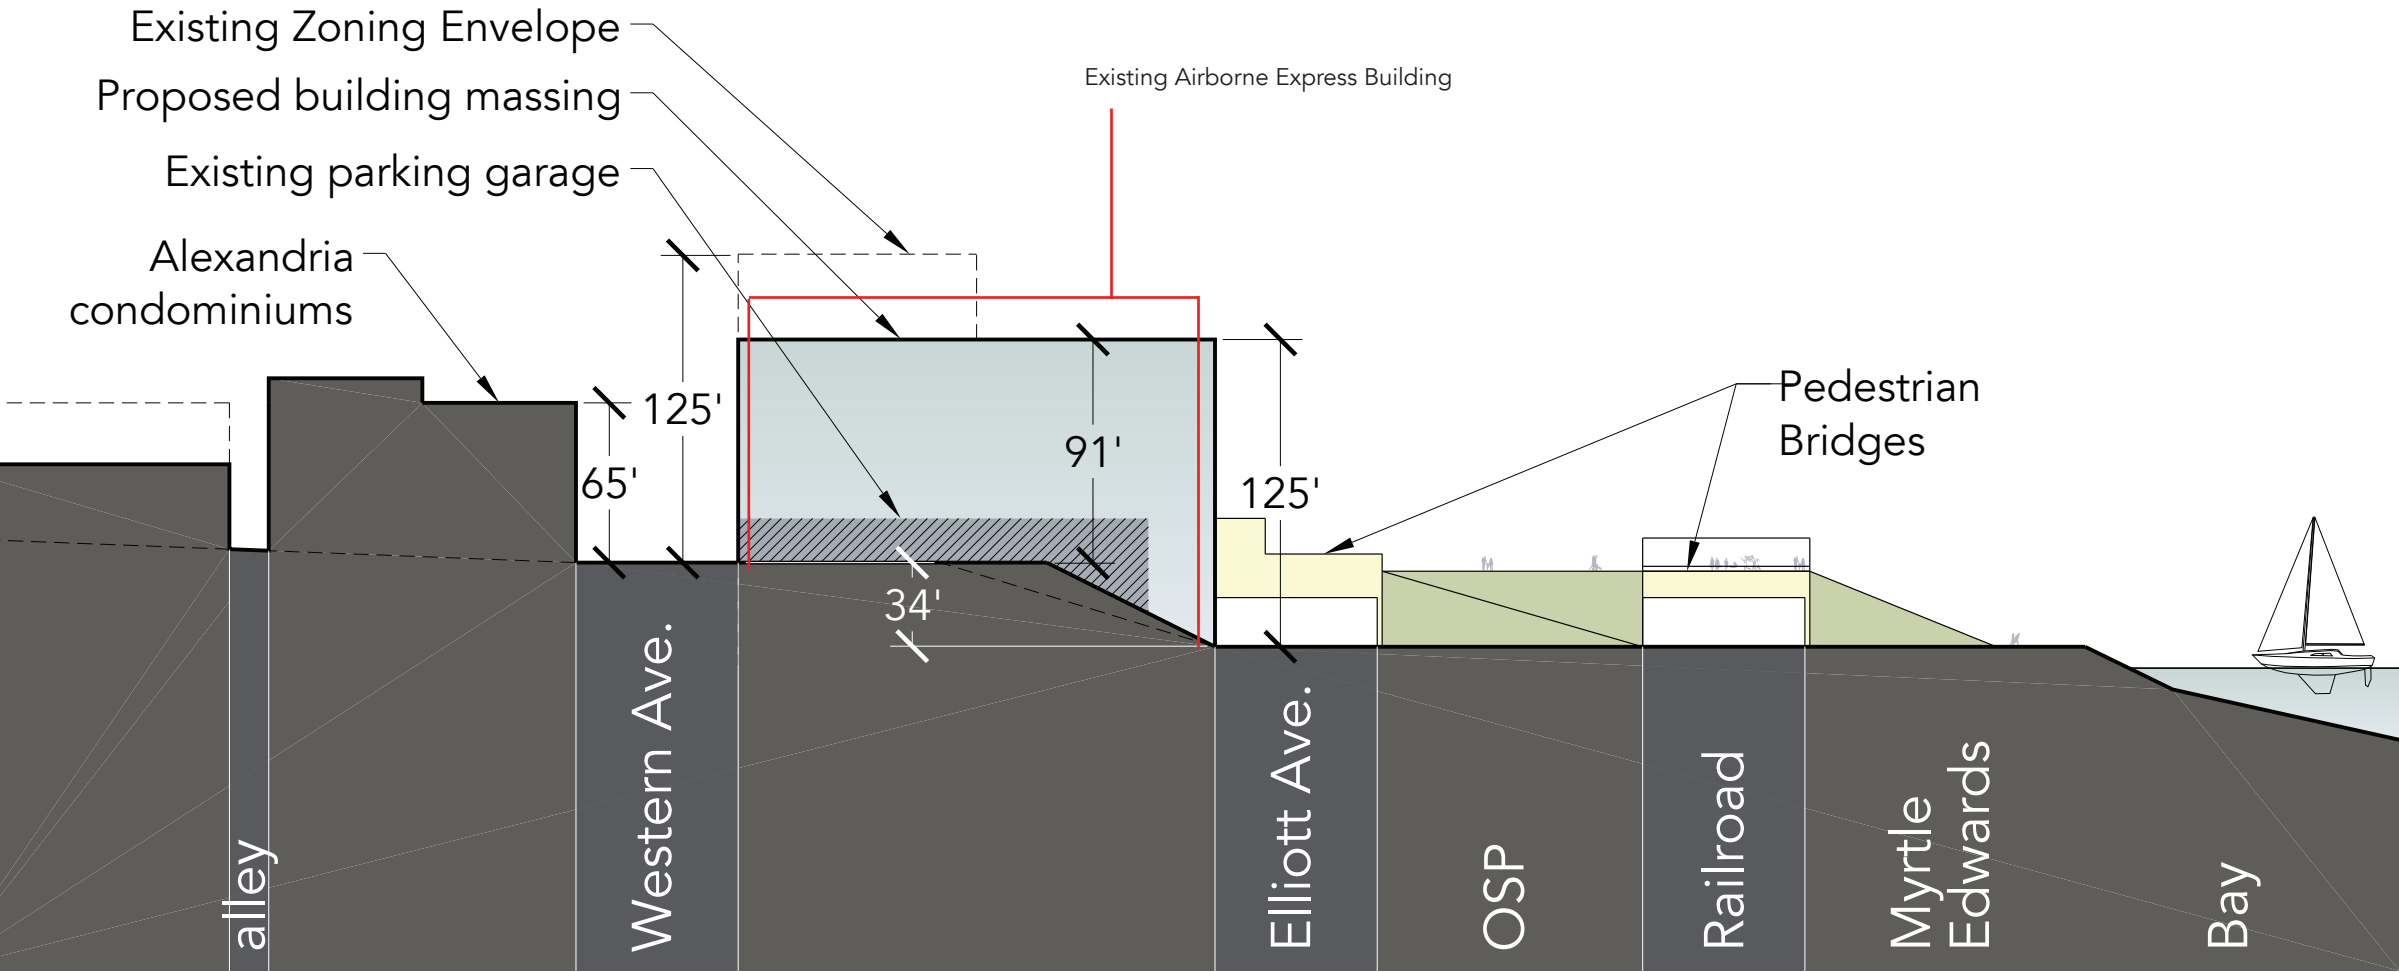 Existing Zoning Envelope
Proposed building massing
Existing parking garage
Alexandria
condominiums
Existing Airborne Express Building
125'
65'
91'
125'
34'
Pedestrian
Bridges
alley
Western Ave.
Elliott Ave.
OSP
Railroad
Myrtle
Edwards
Bay